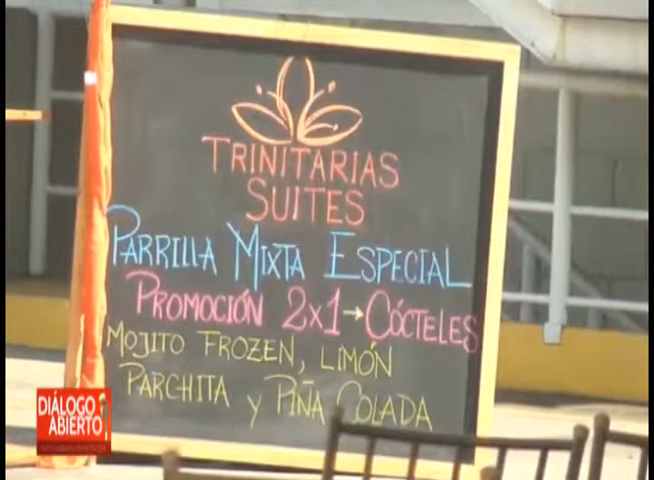 TRINITARIAS
SUITES
PARRILLA MIXTA ESPECIAL
PROMOCIÓN 2x1 → CÓCTELES
MOJITO FROZEN, LIMÓN
PARCHITA y PIÑA COLADA
DIÁLOGO
ABIERTO